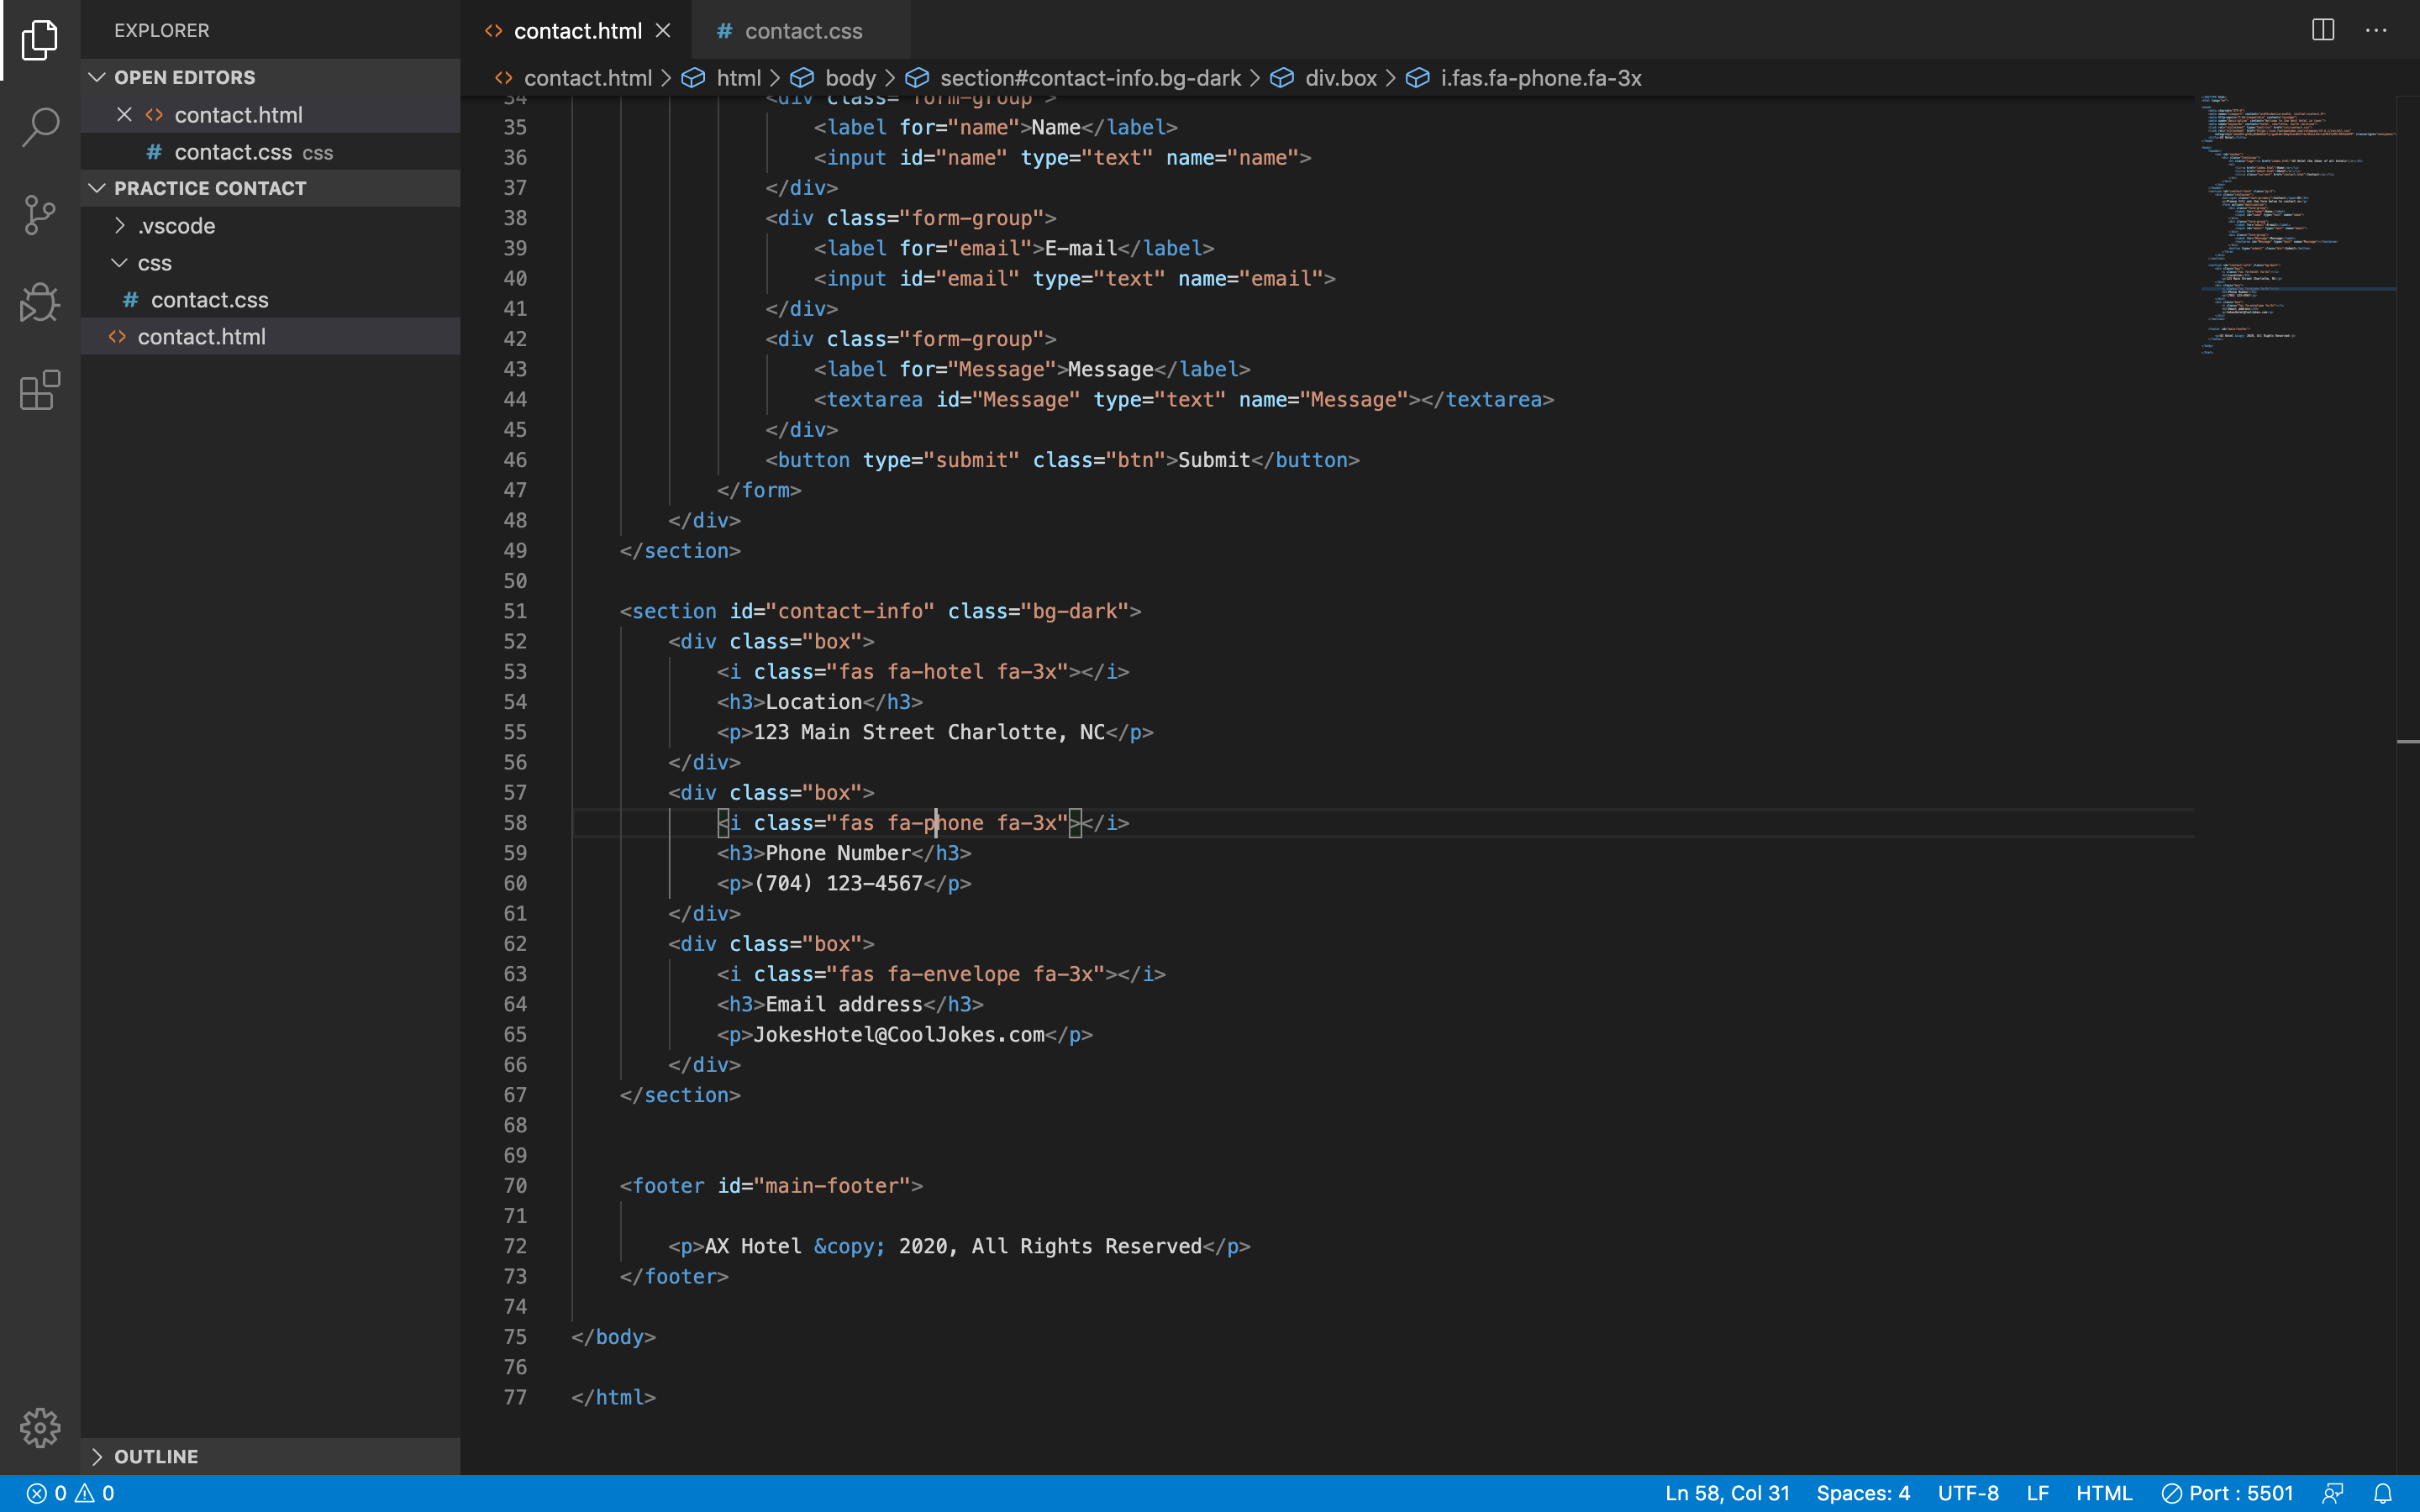 EXPLORER
OPEN EDITORS
contact.html
# contact.css css
PRACTICE CONTACT
.vscode
css
# contact.css
contact.html
OUTLINE
contact.html
# contact.css
contact.html > html > body > section#contact-info.bg-dark > div.box > i.fas.fa-phone.fa-3x
34 <div class="form-group">
35 <label for="name">Name</label>
36 <input id="name" type="text" name="name">
37 </div>
38 <div class="form-group">
39 <label for="email">E-mail</label>
40 <input id="email" type="text" name="email">
41 </div>
42 <div class="form-group">
43 <label for="Message">Message</label>
44 <textarea id="Message" type="text" name="Message"></textarea>
45 </div>
46 <button type="submit" class="btn">Submit</button>
47 </form>
48 </div>
49 </section>
50
51 <section id="contact-info" class="bg-dark">
52 <div class="box">
53 <i class="fas fa-hotel fa-3x"></i>
54 <h3>Location</h3>
55 <p>123 Main Street Charlotte, NC</p>
56 </div>
57 <div class="box">
58 <i class="fas fa-phone fa-3x"></i>
59 <h3>Phone Number</h3>
60 <p>(704) 123-4567</p>
61 </div>
62 <div class="box">
63 <i class="fas fa-envelope fa-3x"></i>
64 <h3>Email address</h3>
65 <p>JokesHotel@CoolJokes.com</p>
66 </div>
67 </section>
68
69
70 <footer id="main-footer">
71
72 <p>AX Hotel &copy; 2020, All Rights Reserved</p>
73 </footer>
74
75 </body>
76
77 </html>
0 0
Ln 58, Col 31 Spaces: 4 UTF-8 LF HTML Port : 5501